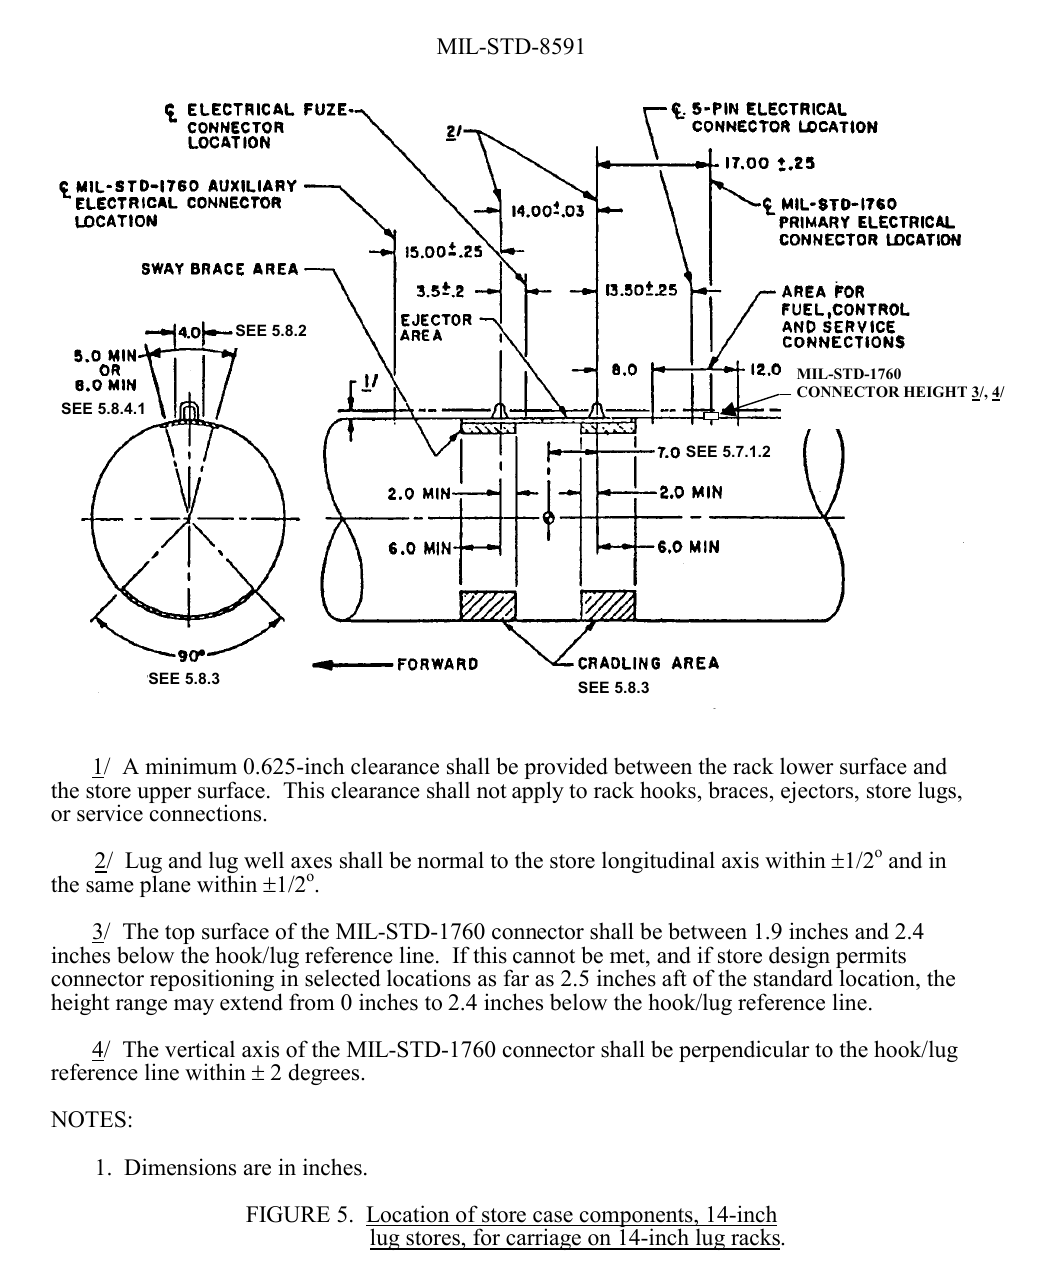 MIL-STD-8591
℄ ELECTRICAL FUZE
CONNECTOR
LOCATION
2/
℄ 5-PIN ELECTRICAL
CONNECTOR LOCATION
17.00 ±.25
℄ MIL-STD-1760 AUXILIARY
ELECTRICAL CONNECTOR
LOCATION
14.00±.03
℄ MIL-STD-1760
PRIMARY ELECTRICAL
CONNECTOR LOCATION
15.00±.25
SWAY BRACE AREA
3.5±.2
13.50±.25
AREA FOR
FUEL, CONTROL
AND SERVICE
CONNECTIONS
EJECTOR
AREA
4.0 SEE 5.8.2
5.0 MIN
OR
8.0 MIN
SEE 5.8.4.1
1/
8.0
12.0
MIL-STD-1760
CONNECTOR HEIGHT 3/, 4/
7.0 SEE 5.7.1.2
2.0 MIN
2.0 MIN
6.0 MIN
6.0 MIN
90°
SEE 5.8.3
FORWARD
CRADLING AREA
SEE 5.8.3
1/ A minimum 0.625-inch clearance shall be provided between the rack lower surface and
the store upper surface. This clearance shall not apply to rack hooks, braces, ejectors, store lugs,
or service connections.
2/ Lug and lug well axes shall be normal to the store longitudinal axis within ±1/2º and in
the same plane within ±1/2º.
3/ The top surface of the MIL-STD-1760 connector shall be between 1.9 inches and 2.4
inches below the hook/lug reference line. If this cannot be met, and if store design permits
connector repositioning in selected locations as far as 2.5 inches aft of the standard location, the
height range may extend from 0 inches to 2.4 inches below the hook/lug reference line.
4/ The vertical axis of the MIL-STD-1760 connector shall be perpendicular to the hook/lug
reference line within ± 2 degrees.
NOTES:
1. Dimensions are in inches.
FIGURE 5. Location of store case components, 14-inch
lug stores, for carriage on 14-inch lug racks.